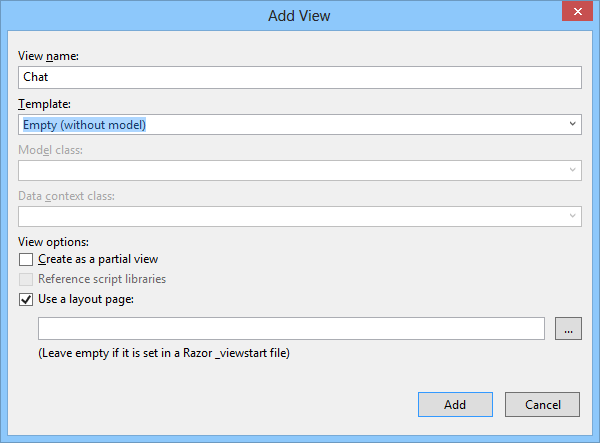 Add View
View name:
Chat
Template:
Empty (without model)
Model class:
Data context class:
View options:
Create as a partial view
Reference script libraries
Use a layout page:
...
(Leave empty if it is set in a Razor _viewstart file)
Add Cancel